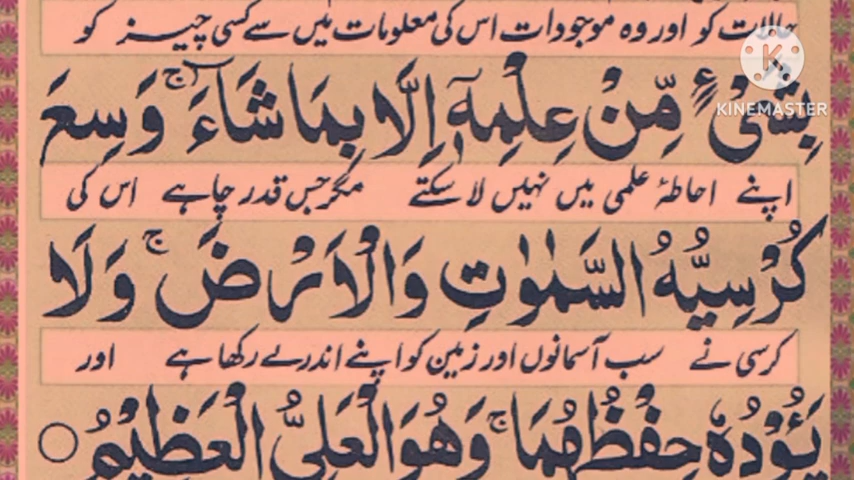 حالات کو اور وہ موجودات اس کی معلومات میں سے کسی چیز کو
بِشَىْءٍ مِّنْ عِلْمِهٖۤ اِلَّا بِمَا شَآءَ ۚ وَسِعَ
اپنے احاطۂ علمی میں نہیں لا سکتے مگر جس قدر چاہے اس کی
كُرْسِيُّهُ السَّمٰوٰتِ وَالْاَرْضَ ۚ وَلَا
کرسی نے سب آسمانوں اور زمین کو اپنے اندر لے رکھا ہے اور
يَـُٔوْدُهٗ حِفْظُهُمَا ۚ وَهُوَ الْعَلِىُّ الْعَظِيْمُ
KINEMASTER